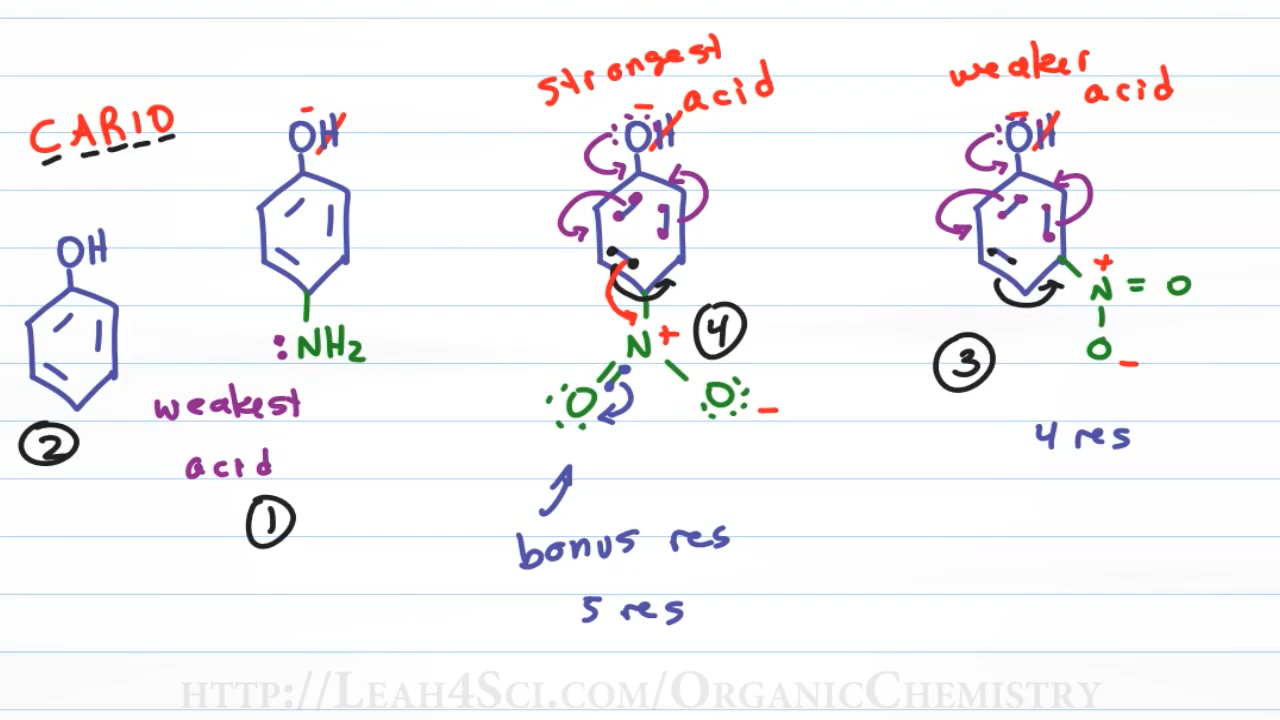 CARIO
OH
②
OH
:NH2
weakest
acid
①
strongest
acid
OH
N+
O
O-
④
bonus res
5 res
weaker
acid
OH
+
N = O
O-
③
4 res
HTTP://LEAH4SCI.COM/ORGANICCHEMISTRY